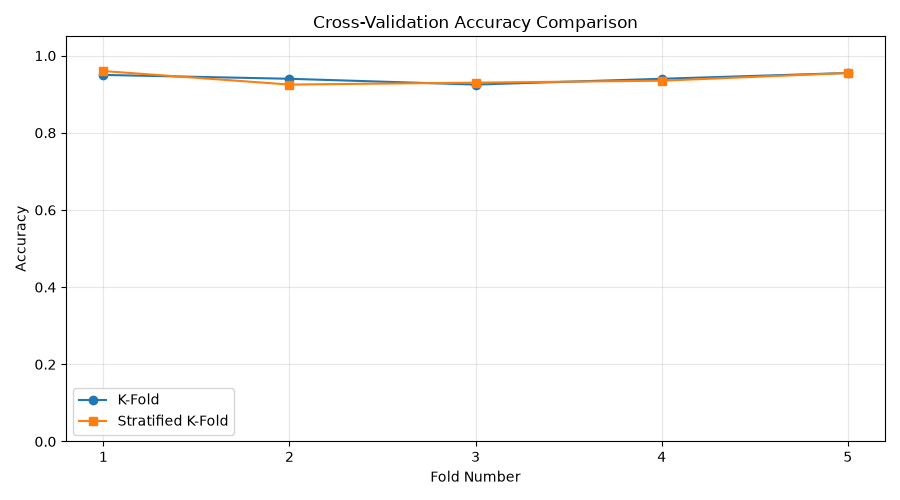 Cross-Validation Accuracy Comparison
1.0
0.8
0.6
0.4
0.2
0.0
Accuracy
K-Fold
Stratified K-Fold
1 2 3 4 5
Fold Number